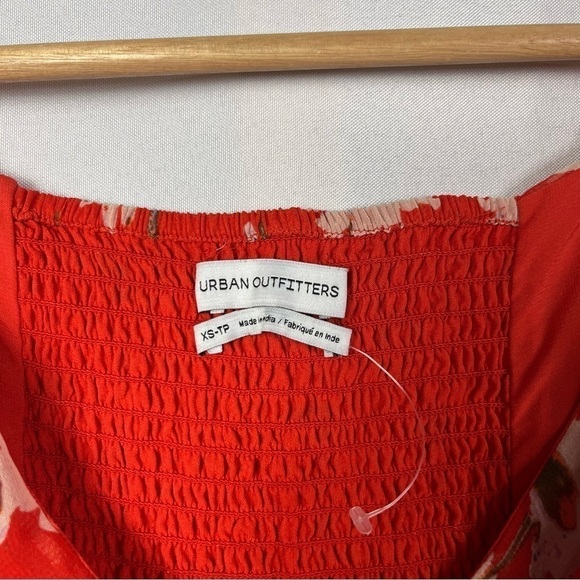 URBAN OUTFITTERS
XS-TP Made in India / Fabriqué en Inde